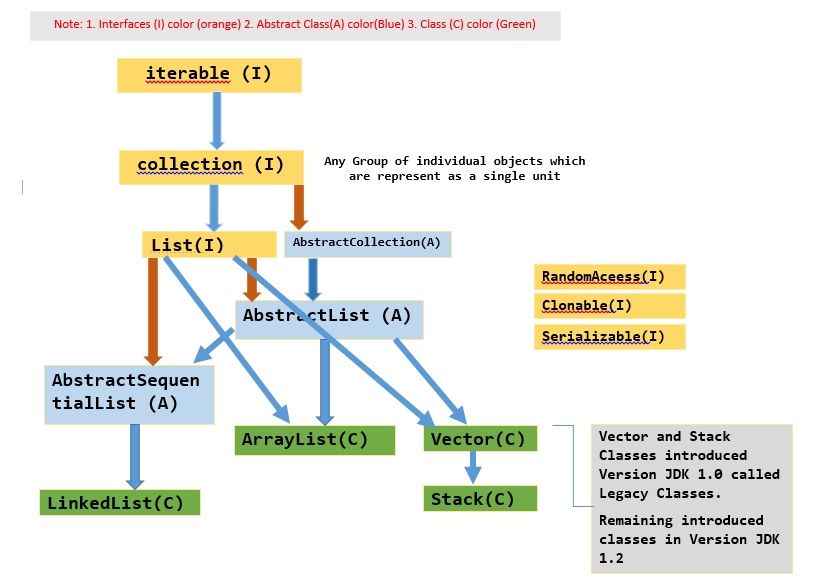 Note: 1. Interfaces (I) color (orange) 2. Abstract Class(A) color(Blue) 3. Class (C) color (Green)
iterable (I)
collection (I)
Any Group of individual objects which
are represent as a single unit
List(I)
AbstractCollection(A)
RandomAceess(I)
Clonable(I)
Serializable(I)
AbstractList (A)
AbstractSequen
tialList (A)
ArrayList(C)
Vector(C)
LinkedList(C)
Stack(C)
Vector and Stack
Classes introduced
Version JDK 1.0 called
Legacy Classes.
Remaining introduced
classes in Version JDK
1.2